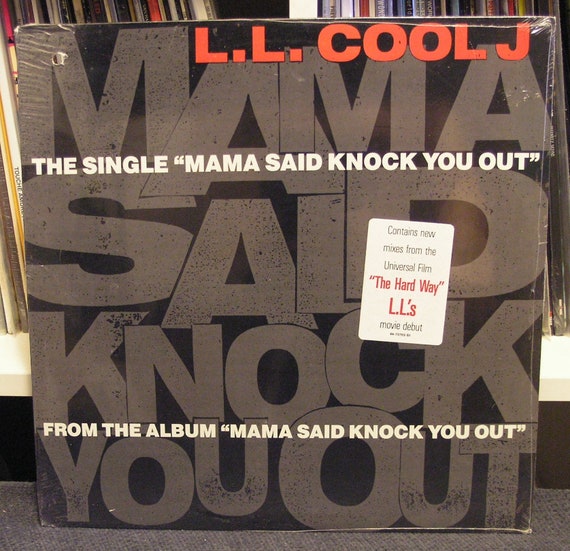 L.L. COOL J
MAMA
THE SINGLE “MAMA SAID KNOCK YOU OUT”
SAID
Contains new
mixes from the
Universal Film
"The Hard Way"
L.L.'s
movie debut
KNOCK
FROM THE ALBUM “MAMA SAID KNOCK YOU OUT”
YOU OUT